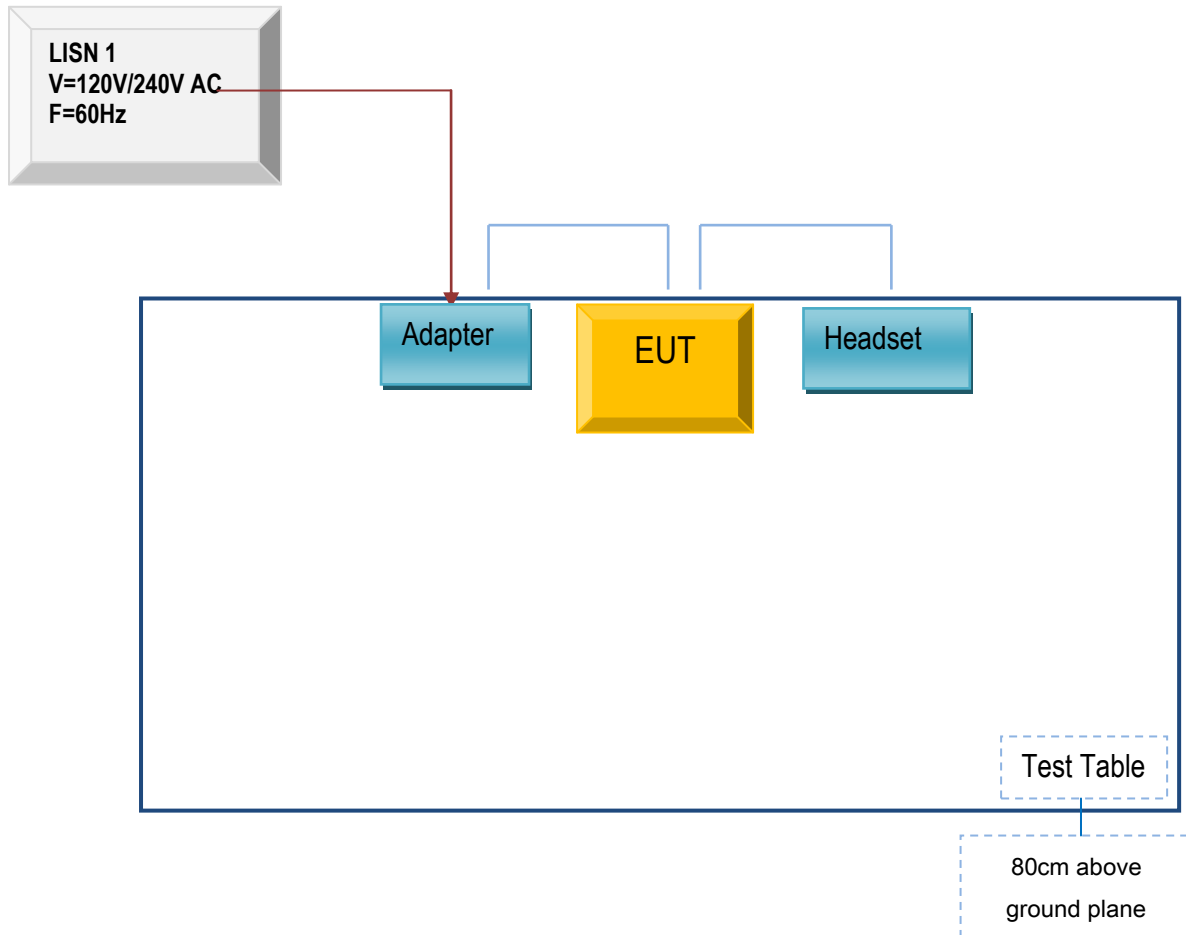 LISN 1
V=120V/240V AC
F=60Hz
Adapter
EUT
Headset
Test Table
80cm above
ground plane